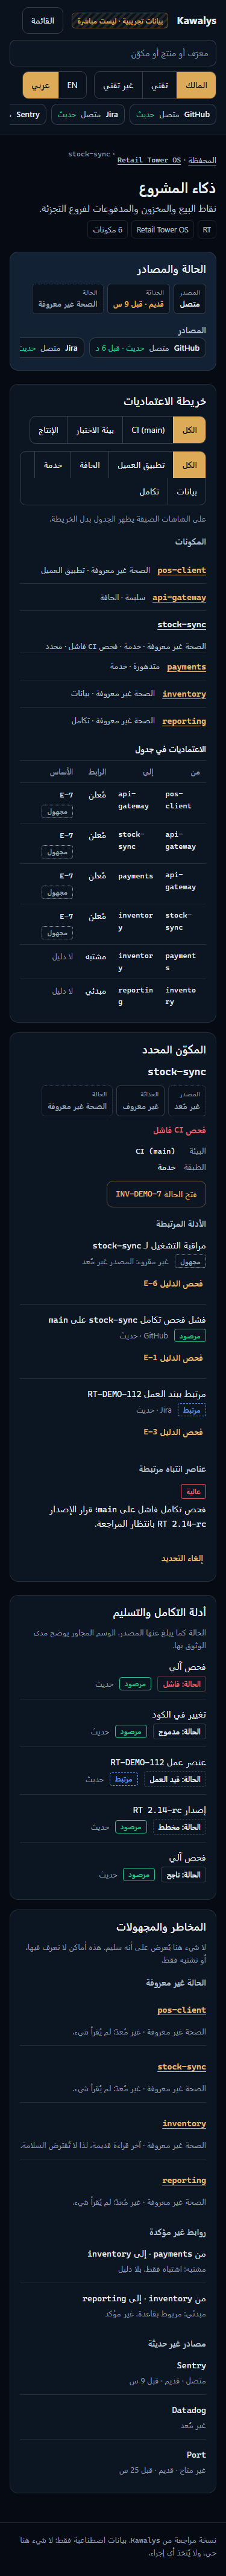 Kawalys
بيانات تجريبية - ليست مباشرة
القائمة
معرّف أو منتج أو مكوّن
المالك
تقني
غير تقني
EN
عربي
GitHub متصل حديث
Jira متصل حديث
Sentry
المحفظة › Retail Tower OS › stock-sync
ذكاء المشروع
نقاط البيع والمخزون والمدفوعات لفروع التجزئة.
RT
Retail Tower OS
6 مكونات
الحالة والمصادر
المصدر
متصل
الحداثة
قديم · قبل 9 س
الحالة
الصحة غير معروفة
المصادر
GitHub متصل حديث · قبل 6 د
Jira متصل حديث
خريطة الاعتماديات
الكل
CI (main)
بيئة الاختبار
الإنتاج
الكل
تطبيق العميل
الحافة
خدمة
بيانات
تكامل
على الشاشات الضيقة يظهر الجدول بدل الخريطة.
المكونات
pos-client الصحة غير معروفة · تطبيق العميل
api-gateway سليمة · الحافة
stock-sync
الصحة غير معروفة · خدمة · فحص CI فاشل · محدد
payments متدهورة · خدمة
inventory الصحة غير معروفة · بيانات
reporting الصحة غير معروفة · تكامل
الاعتماديات في جدول
من إلى الرابط الأساس
pos-client api-gateway مُعلن E-7
مجهول
api-gateway stock-sync مُعلن E-7
مجهول
api-gateway payments مُعلن E-7
مجهول
stock-sync inventory مُعلن E-7
مجهول
payments inventory مشتبه لا دليل
inventory reporting مبدئي لا دليل
المكوّن المحدد
stock-sync
المصدر
غير مُعد
الحداثة
غير معروف
الحالة
الصحة غير معروفة
فحص CI فاشل
البيئة CI (main)
الطبقة خدمة
فتح الحالة INV-DEMO-7
الأدلة المرتبطة
مراقبة التشغيل لـ stock-sync
مجهول غير مقروء: المصدر غير مُعد
فحص الدليل E-6
فشل فحص تكامل stock-sync على main
مرصود GitHub · حديث
فحص الدليل E-1
مرتبط ببند العمل RT-DEMO-112
مرتبط Jira · حديث
فحص الدليل E-3
عناصر انتباه مرتبطة
عالية
فحص تكامل فاشل على main؛ قرار الإصدار
RT 2.14-rc بانتظار المراجعة.
إلغاء التحديد
أدلة التكامل والتسليم
الحالة كما يبلغ عنها المصدر. الوسم المجاور يوضح مدى
الوثوق بها.
فحص آلي
الحالة: فاشل مرصود حديث
تغيير في الكود
الحالة: مدموج مرصود حديث
عنصر عمل RT-DEMO-112
الحالة: قيد العمل مرتبط حديث
إصدار RT 2.14-rc
الحالة: مخطط مرصود حديث
فحص آلي
الحالة: ناجح مرصود حديث
المخاطر والمجهولات
لا شيء هنا يُعرض على أنه سليم. هذه أماكن لا نعرف فيها،
أو نشتبه فقط.
الحالة غير معروفة
pos-client
الصحة غير معروفة · غير مُعدّ: لم يُقرأ شيء.
stock-sync
الصحة غير معروفة · غير مُعدّ: لم يُقرأ شيء.
inventory
الصحة غير معروفة · آخر قراءة قديمة، لذا لا تُفترض السلامة.
reporting
الصحة غير معروفة · غير مُعدّ: لم يُقرأ شيء.
روابط غير مؤكدة
من payments · إلى inventory
مشتبه: اشتباه فقط، بلا دليل
من inventory · إلى reporting
مبدئي: مربوط بقاعدة، غير مؤكد
مصادر غير حديثة
Sentry
متصل · قديم · قبل 9 س
Datadog
غير مُعد
Port
غير متاح · قديم · قبل 25 س
نسخة مراجعة من Kawalys. بيانات اصطناعية فقط: لا شيء هنا
حي، ولا يُتخذ أي إجراء.